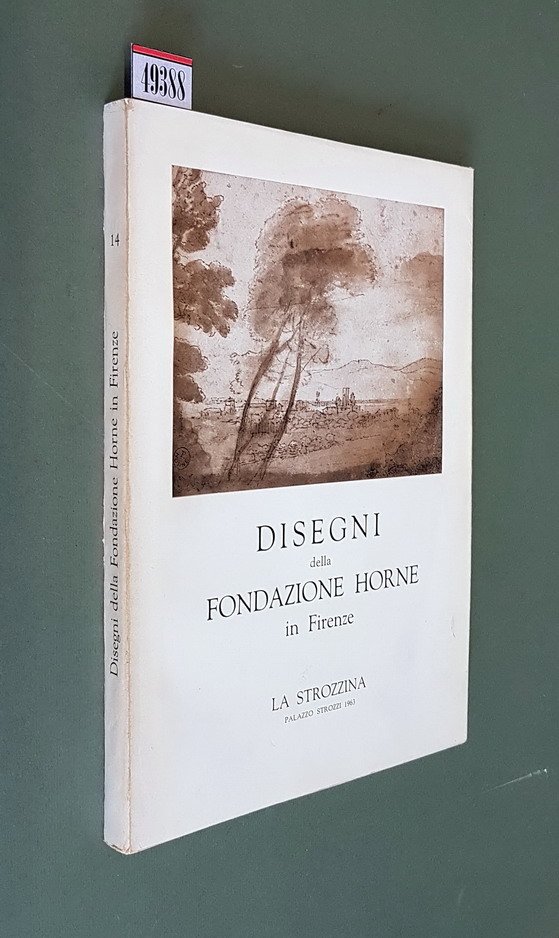 49388
14
Disegni della Fondazione Horne in Firenze
DISEGNI
della
FONDAZIONE HORNE
in Firenze
LA STROZZINA
PALAZZO STROZZI 1963